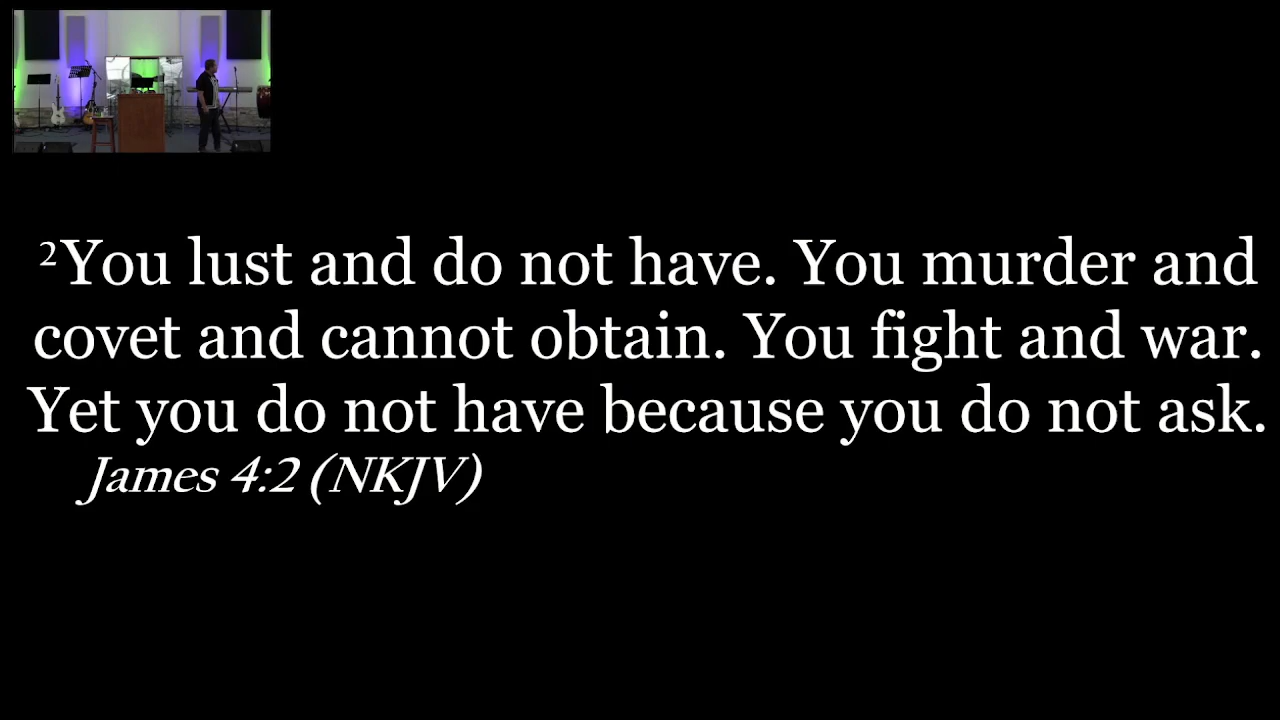 ²You lust and do not have. You murder and
covet and cannot obtain. You fight and war.
Yet you do not have because you do not ask.
James 4:2 (NKJV)